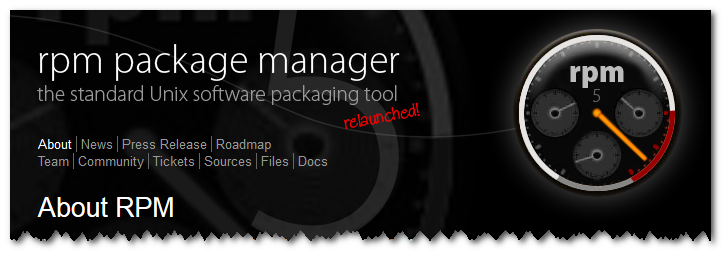 rpm package manager
the standard Unix software packaging tool
relaunched!
rpm
5
About | News | Press Release | Roadmap
Team | Community | Tickets | Sources | Files | Docs
About RPM